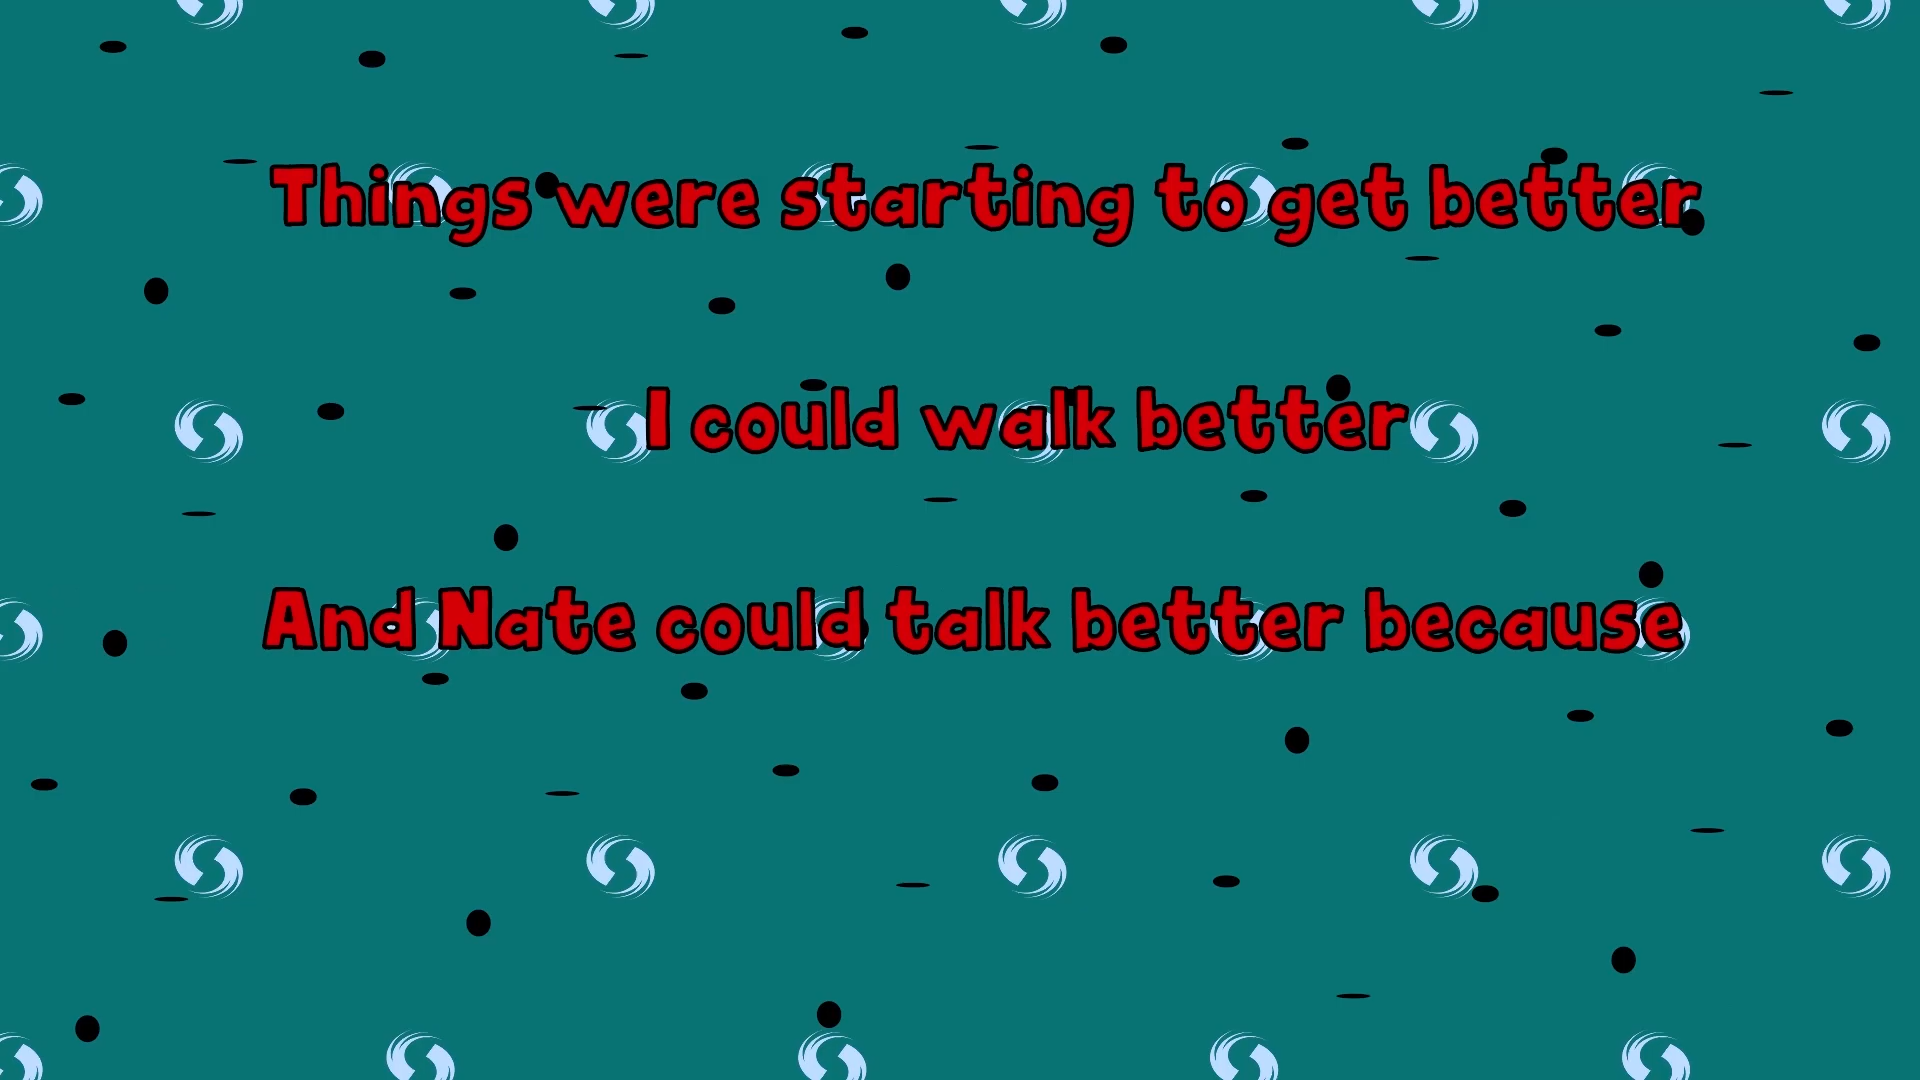 Things were starting to get better
I could walk better
And Nate could talk better because